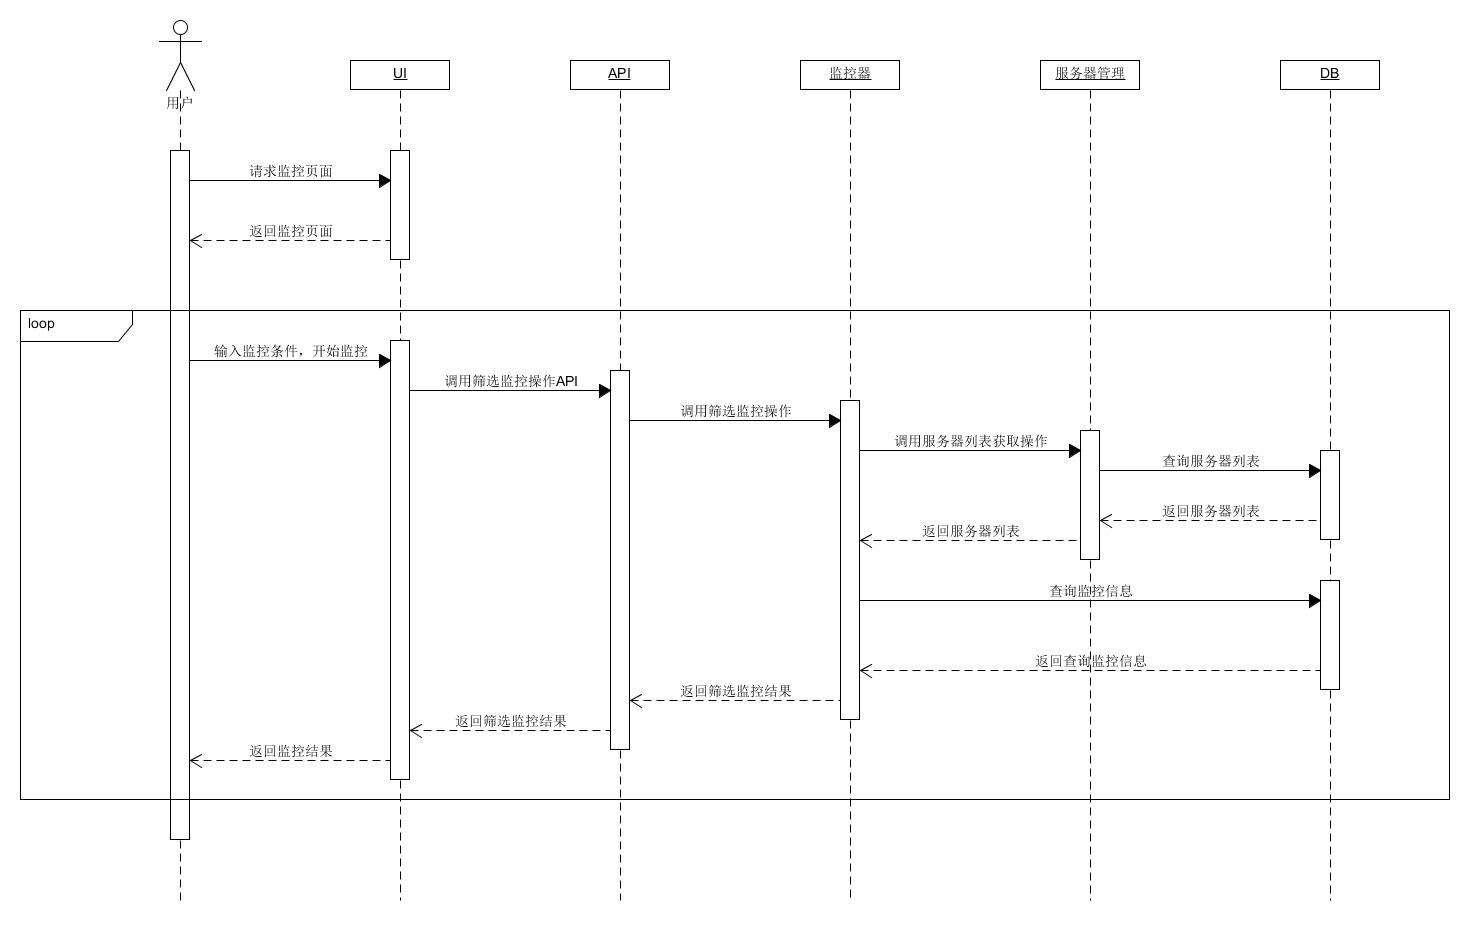 用户
UI
API
监控器
服务器管理
DB
请求监控页面
返回监控页面
loop
输入监控条件，开始监控
调用筛选监控操作API
调用筛选监控操作
调用服务器列表获取操作
查询服务器列表
返回服务器列表
返回服务器列表
查询监控信息
返回查询监控信息
返回筛选监控结果
返回筛选监控结果
返回监控结果